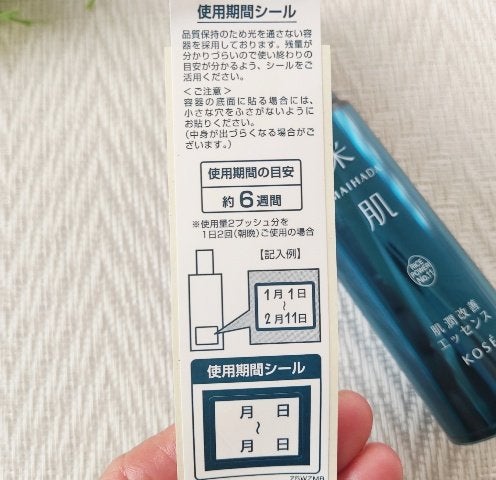 使用期間シール
品質保持のため光を通さない容
器を採用しております。残量が
分かりづらいので使い終わりの
目安が分かるよう、シールをご
活用ください。
＜ご注意＞
容器の底面に貼る場合には、
小さな穴をふさがないように
お貼りください。
(中身が出づらくなる場合がご
ざいます。)
使用期間の目安
約6週間
※使用量2プッシュ分を
1日2回(朝晩)ご使用の場合
【記入例】
1月1日
～
2月11日
使用期間シール
月 日
～
月 日
米
MAIHADA
肌
RICE
POWER
NO.11
肌潤改善
エッセンス
KOSÉ